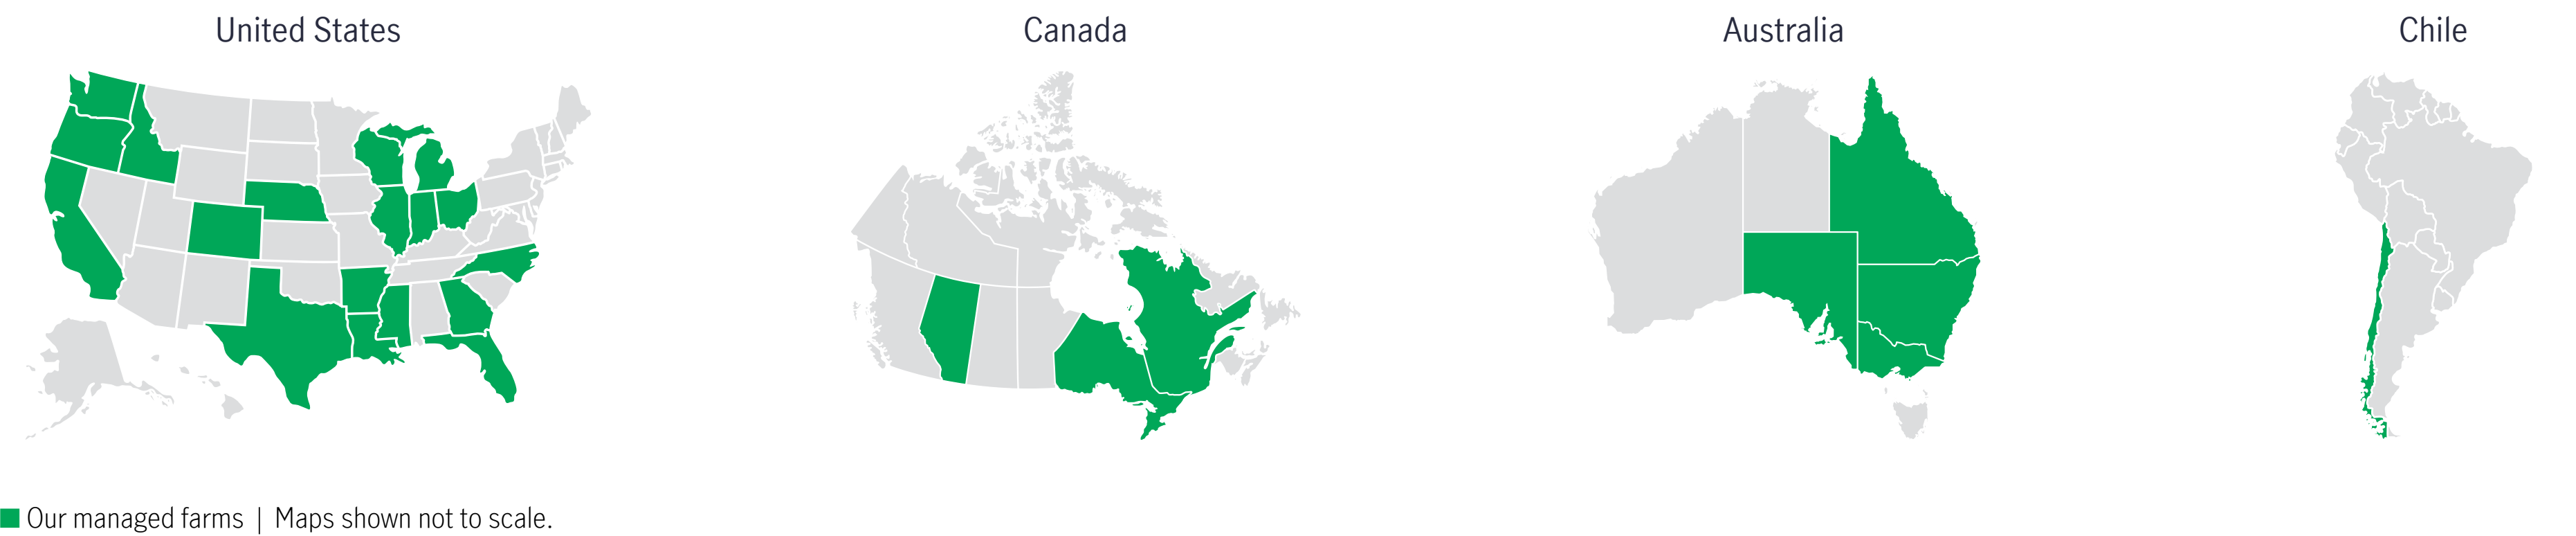 United States
Canada
Australia
Chile
Our managed farms | Maps shown not to scale.